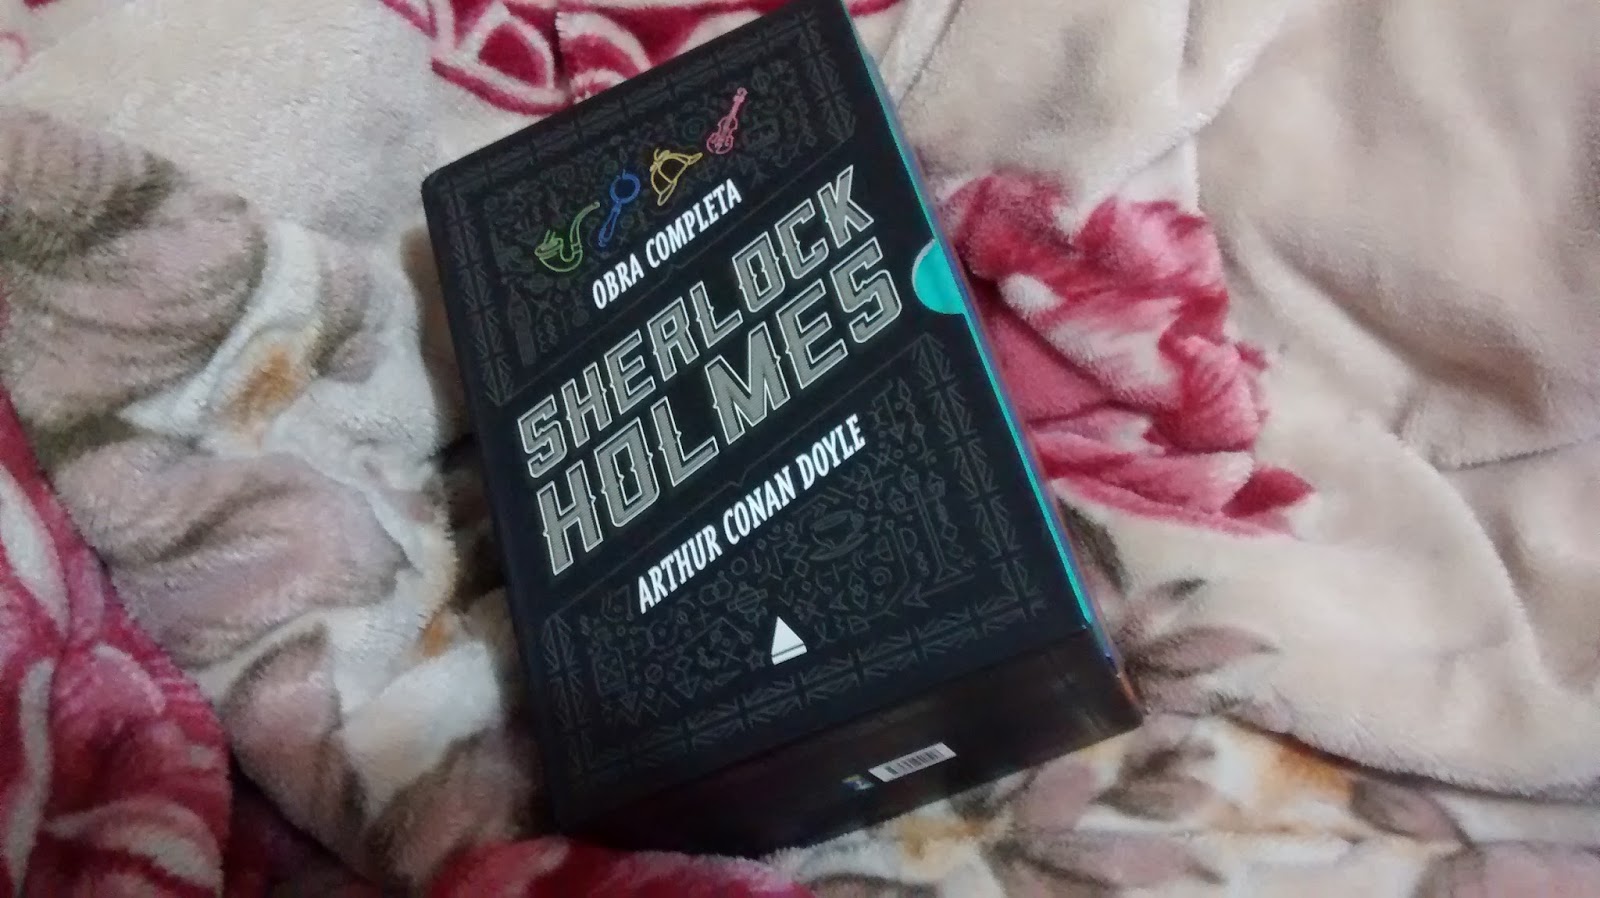 OBRA COMPLETA
SHERLOCK
HOLMES
ARTHUR CONAN DOYLE